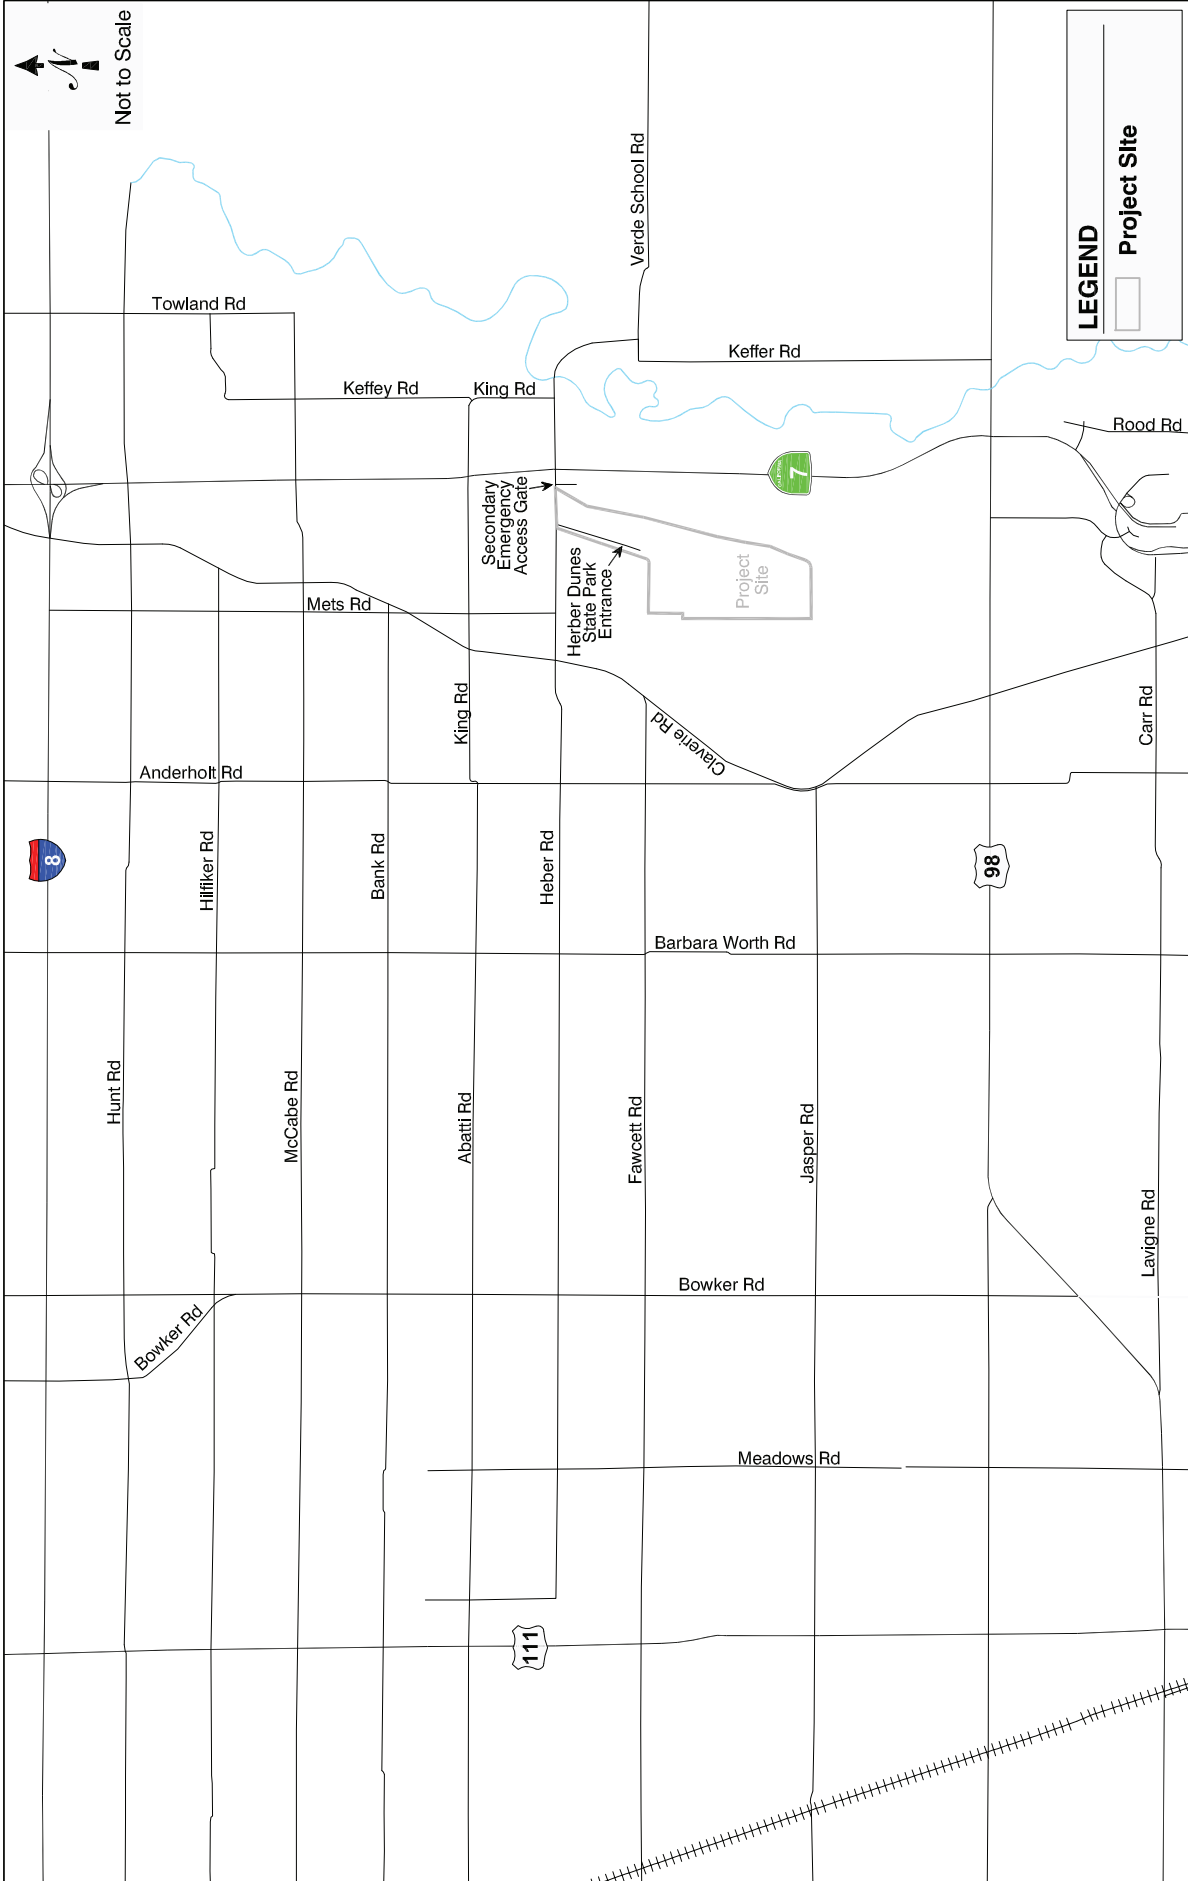 Not to Scale
Towland Rd
Verde School Rd
Keffer Rd
Keffey Rd
King Rd
Rood Rd
7
Secondary
Emergency
Access Gate
Herber Dunes
State Park
Entrance
Project
Site
Mets Rd
King Rd
Claverie Rd
Carr Rd
Anderholt Rd
8
Hilfiker Rd
Bank Rd
Heber Rd
98
Barbara Worth Rd
Hunt Rd
McCabe Rd
Abatti Rd
Fawcett Rd
Jasper Rd
Lavigne Rd
Bowker Rd
Bowker Rd
Meadows Rd
111
LEGEND
Project SIte
N